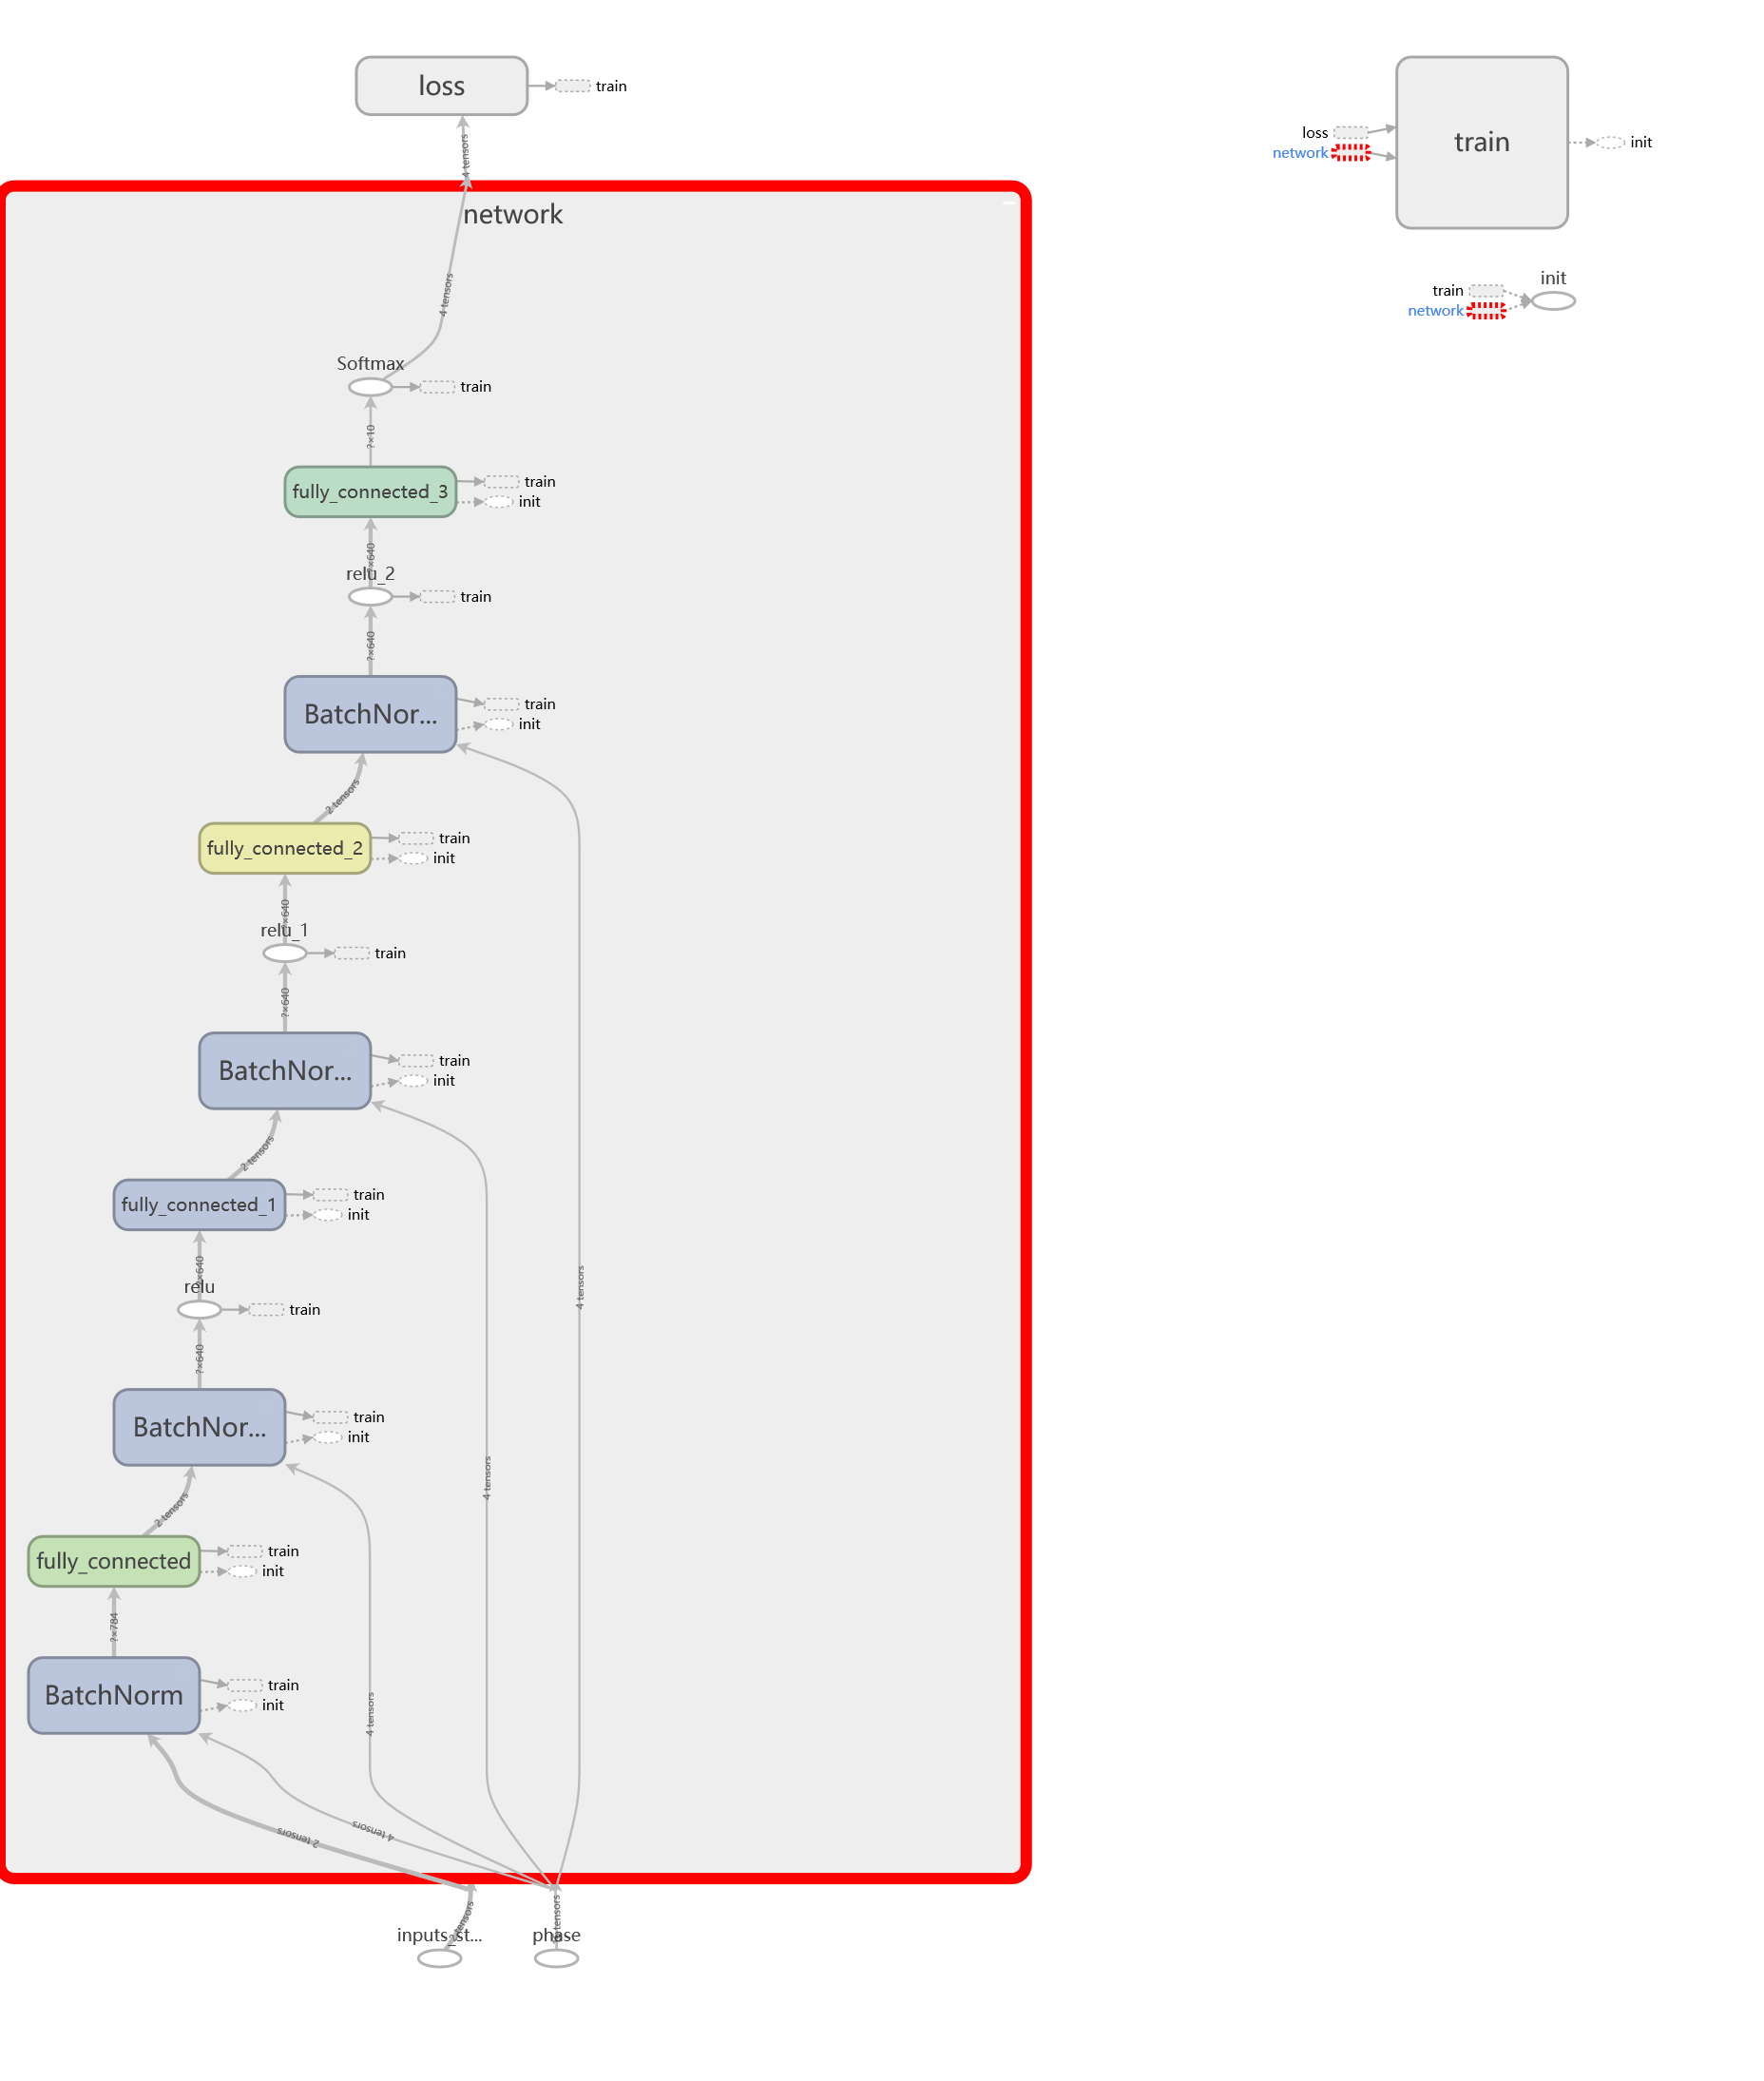 loss
train
4 tensors
network
4 tensors
Softmax
train
?×10
fully_connected_3
train
init
?×640
relu_2
train
?×640
BatchNor...
train
init
2 tensors
fully_connected_2
train
init
?×640
relu_1
train
?×640
BatchNor...
train
init
2 tensors
fully_connected_1
train
init
?×640
relu
train
?×640
BatchNor...
train
init
2 tensors
fully_connected
train
init
?×784
BatchNorm
train
init
4 tensors
4 tensors
4 tensors
2 tensors
4 tensors
inputs_st...
2 tensors
phase
tensors
train
loss
network
init
init
train
network